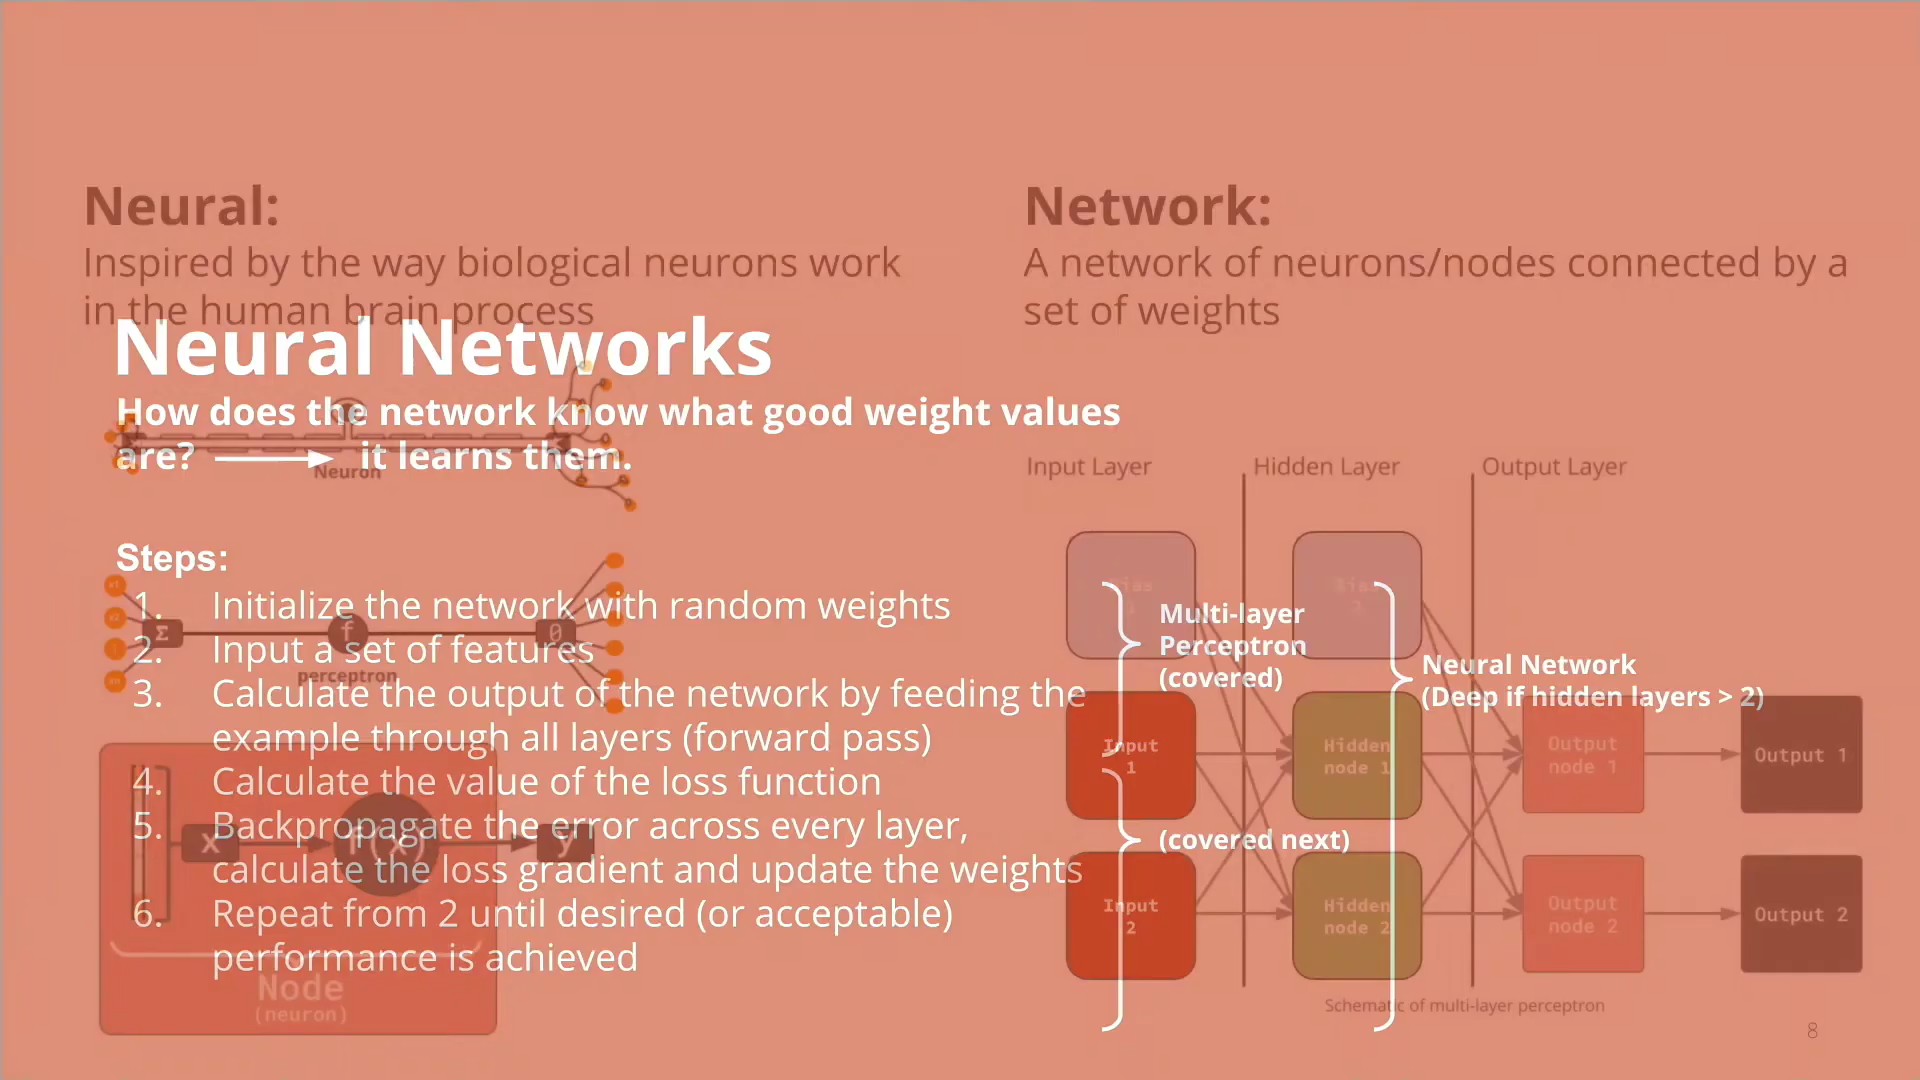 Neural:
Inspired by the way biological neurons work
in the human brain process
Network:
A network of neurons/nodes connected by a
set of weights
Neural Networks
How does the network know what good weight values
are? it learns them.
Neuron
Steps:
1. Initialize the network with random weights
2. Input a set of features
3. Calculate the output of the network by feeding the
example through all layers (forward pass)
4. Calculate the value of the loss function
5. Backpropagate the error across every layer,
calculate the loss gradient and update the weights
6. Repeat from 2 until desired (or acceptable)
performance is achieved
Σ
f
0
perceptron
X
f(x)
y
Node
(neuron)
Multi-layer
Perceptron
(covered)
(covered next)
Neural Network
(Deep if hidden layers > 2)
Input Layer
Hidden Layer
Output Layer
Input
1
Hidden
node 1
Output
node 1
Output 1
Input
2
Hidden
node 2
Output
node 2
Output 2
Schematic of multi-layer perceptron
8